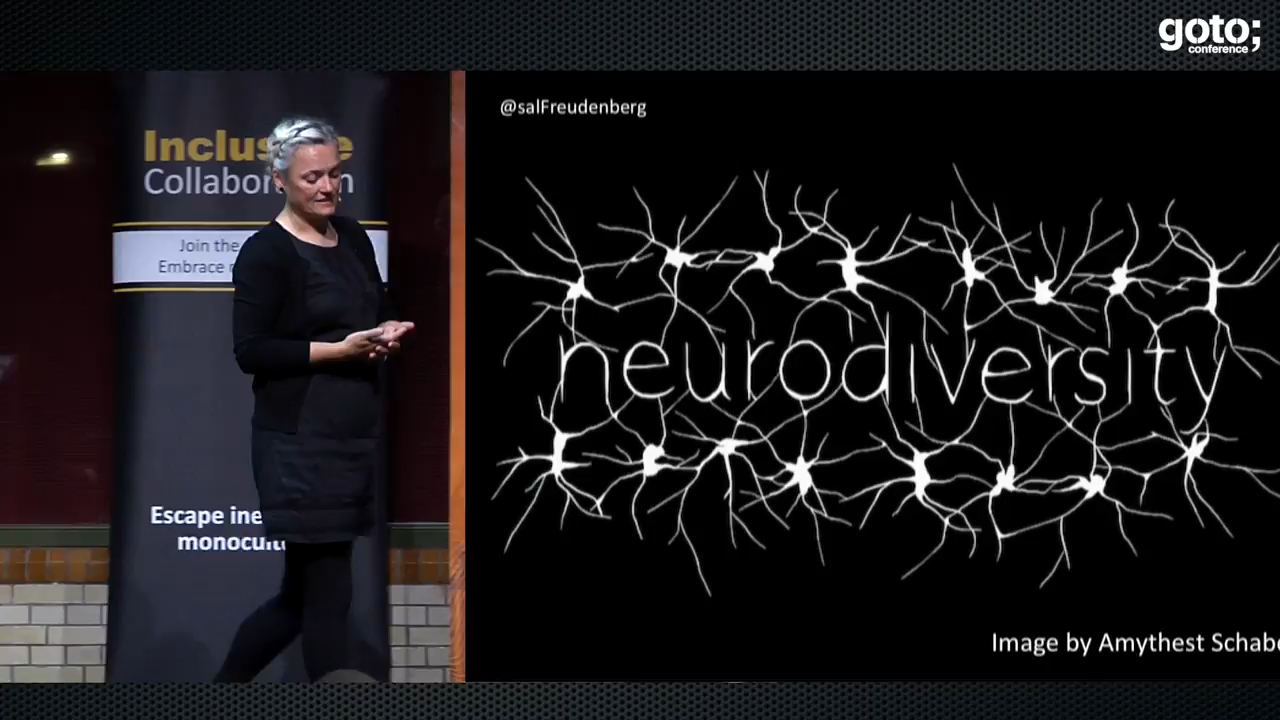 goto;
conference
@salFreudenberg
Inclus e
Collabor n
Join the
Embrace
neurodiversity
Escape ine
monocult
Image by Amythest Schabe